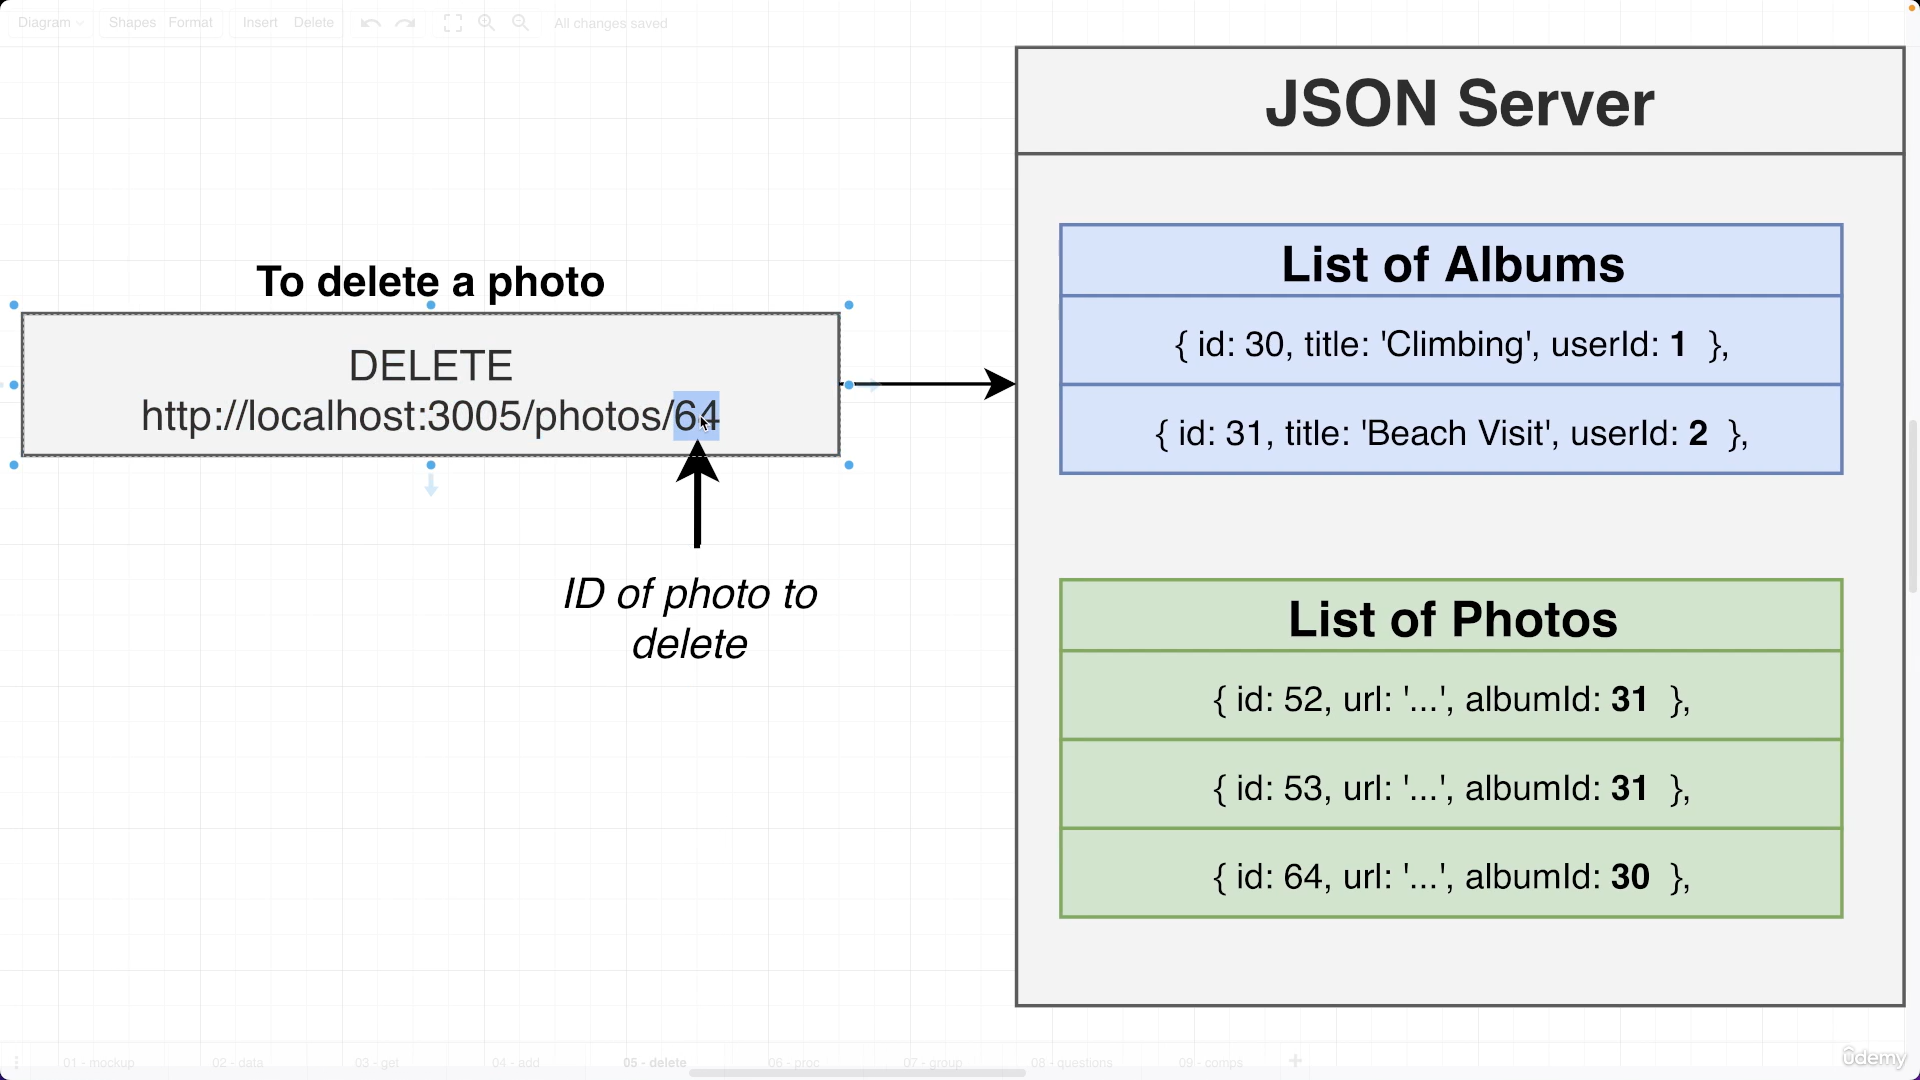 Diagram Shapes Format Insert Delete All changes saved
JSON Server
List of Albums
{ id: 30, title: 'Climbing', userId: 1 },
{ id: 31, title: 'Beach Visit', userId: 2 },
To delete a photo
DELETE
http://localhost:3005/photos/64
ID of photo to
delete
List of Photos
{ id: 52, url: '...', albumId: 31 },
{ id: 53, url: '...', albumId: 31 },
{ id: 64, url: '...', albumId: 30 },
01 - mockup 02 - data 03 - get 04 - add 05 - delete 06 - proc 07 - group 08 - questions 09 - comps
ûdemy